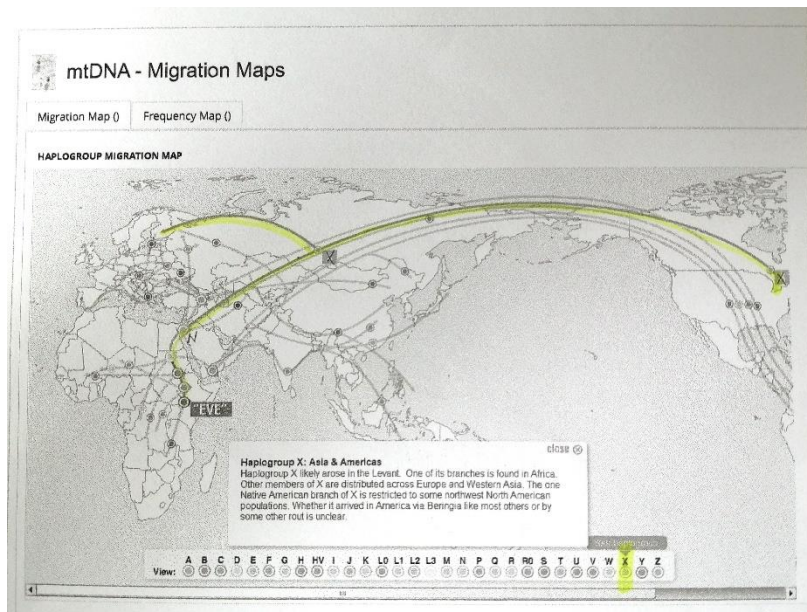 mtDNA - Migration Maps
Migration Map ()
Frequency Map ()
HAPLOGROUP MIGRATION MAP
X
X
N
"EVE"
close
Haplogroup X: Asia & Americas
Haplogroup X likely arose in the Levant. One of its branches is found in Africa.
Other members of X are distributed across Europe and Western Asia. The one
Native American branch of X is restricted to some northwest North American
populations. Whether it arrived in America via Beringia like most others or by
some other rout is unclear.
A B C D E F G H HV I J K L0 L1 L2 L3 M N P Q R R0 S T U V W X Y Z
View: